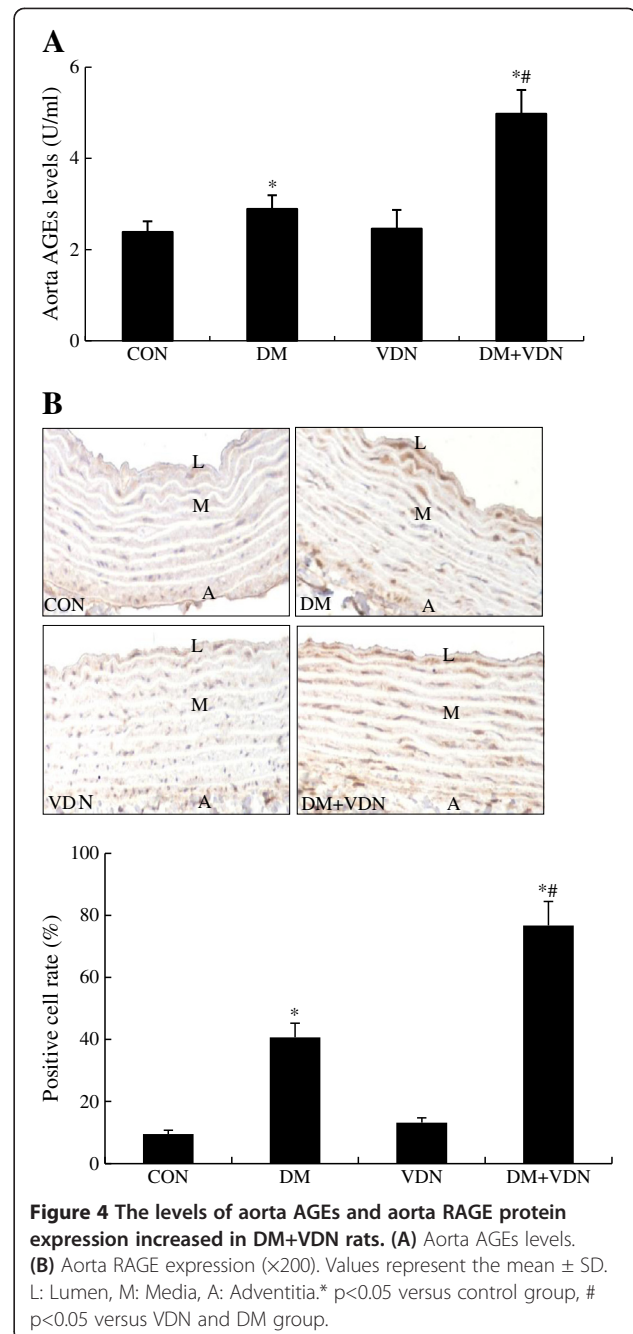 A
Aorta AGEs levels (U/ml)
6
*#
4
*
2
0
CON DM VDN DM+VDN
B
L
M
A
CON
L
M
A
DM
L
M
A
VDN
L
M
A
DM+VDN
Positive cell rate (%)
100
*#
80
60
*
40
20
0
CON DM VDN DM+VDN
Figure 4 The levels of aorta AGEs and aorta RAGE protein
expression increased in DM+VDN rats. (A) Aorta AGEs levels.
(B) Aorta RAGE expression (×200). Values represent the mean ± SD.
L: Lumen, M: Media, A: Adventitia.* p<0.05 versus control group, #
p<0.05 versus VDN and DM group.